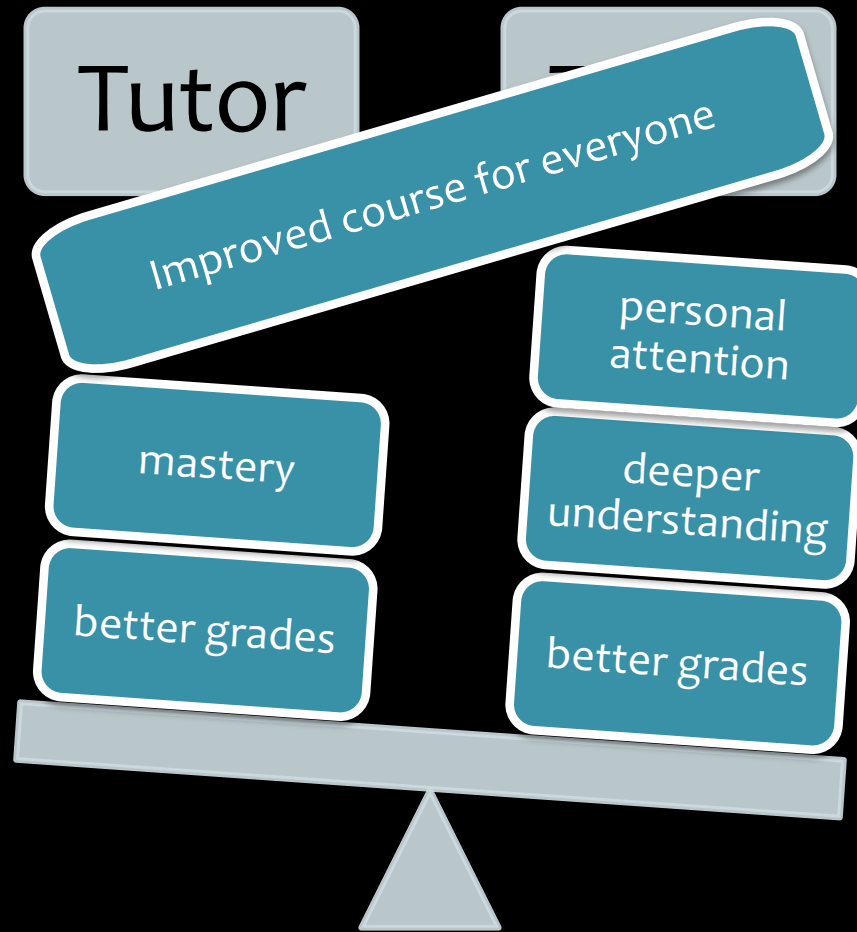 Tutor
Improved course for everyone
personal
attention
mastery
deeper
understanding
better grades
better grades